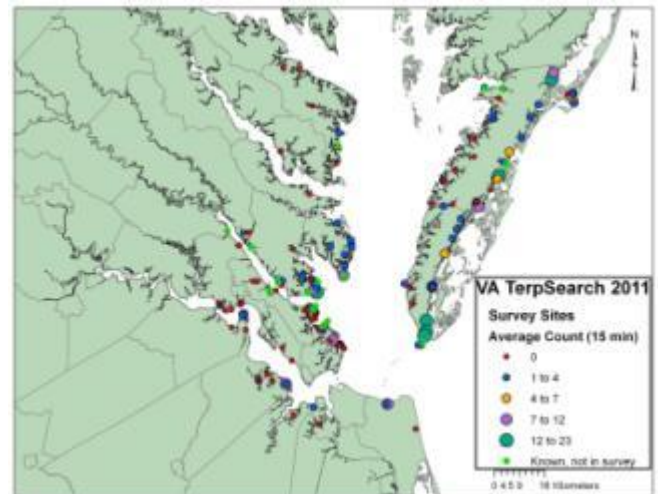 N
VA TerpSearch 2011
Survey Sites
Average Count (15 min)
0
1 to 4
4 to 7
7 to 12
12 to 23
Known, not in survey
0 4.5 9 18 Kilometers